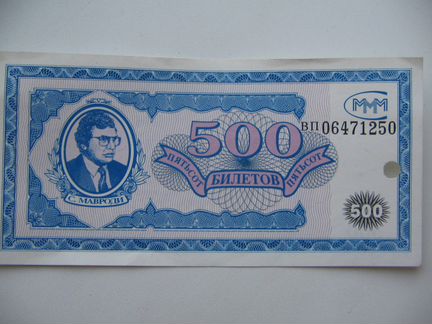 МММ
ВП 06471250
500
ПЯТЬСОТ БИЛЕТОВ ПЯТЬСОТ
С. МАВРОДИ
500